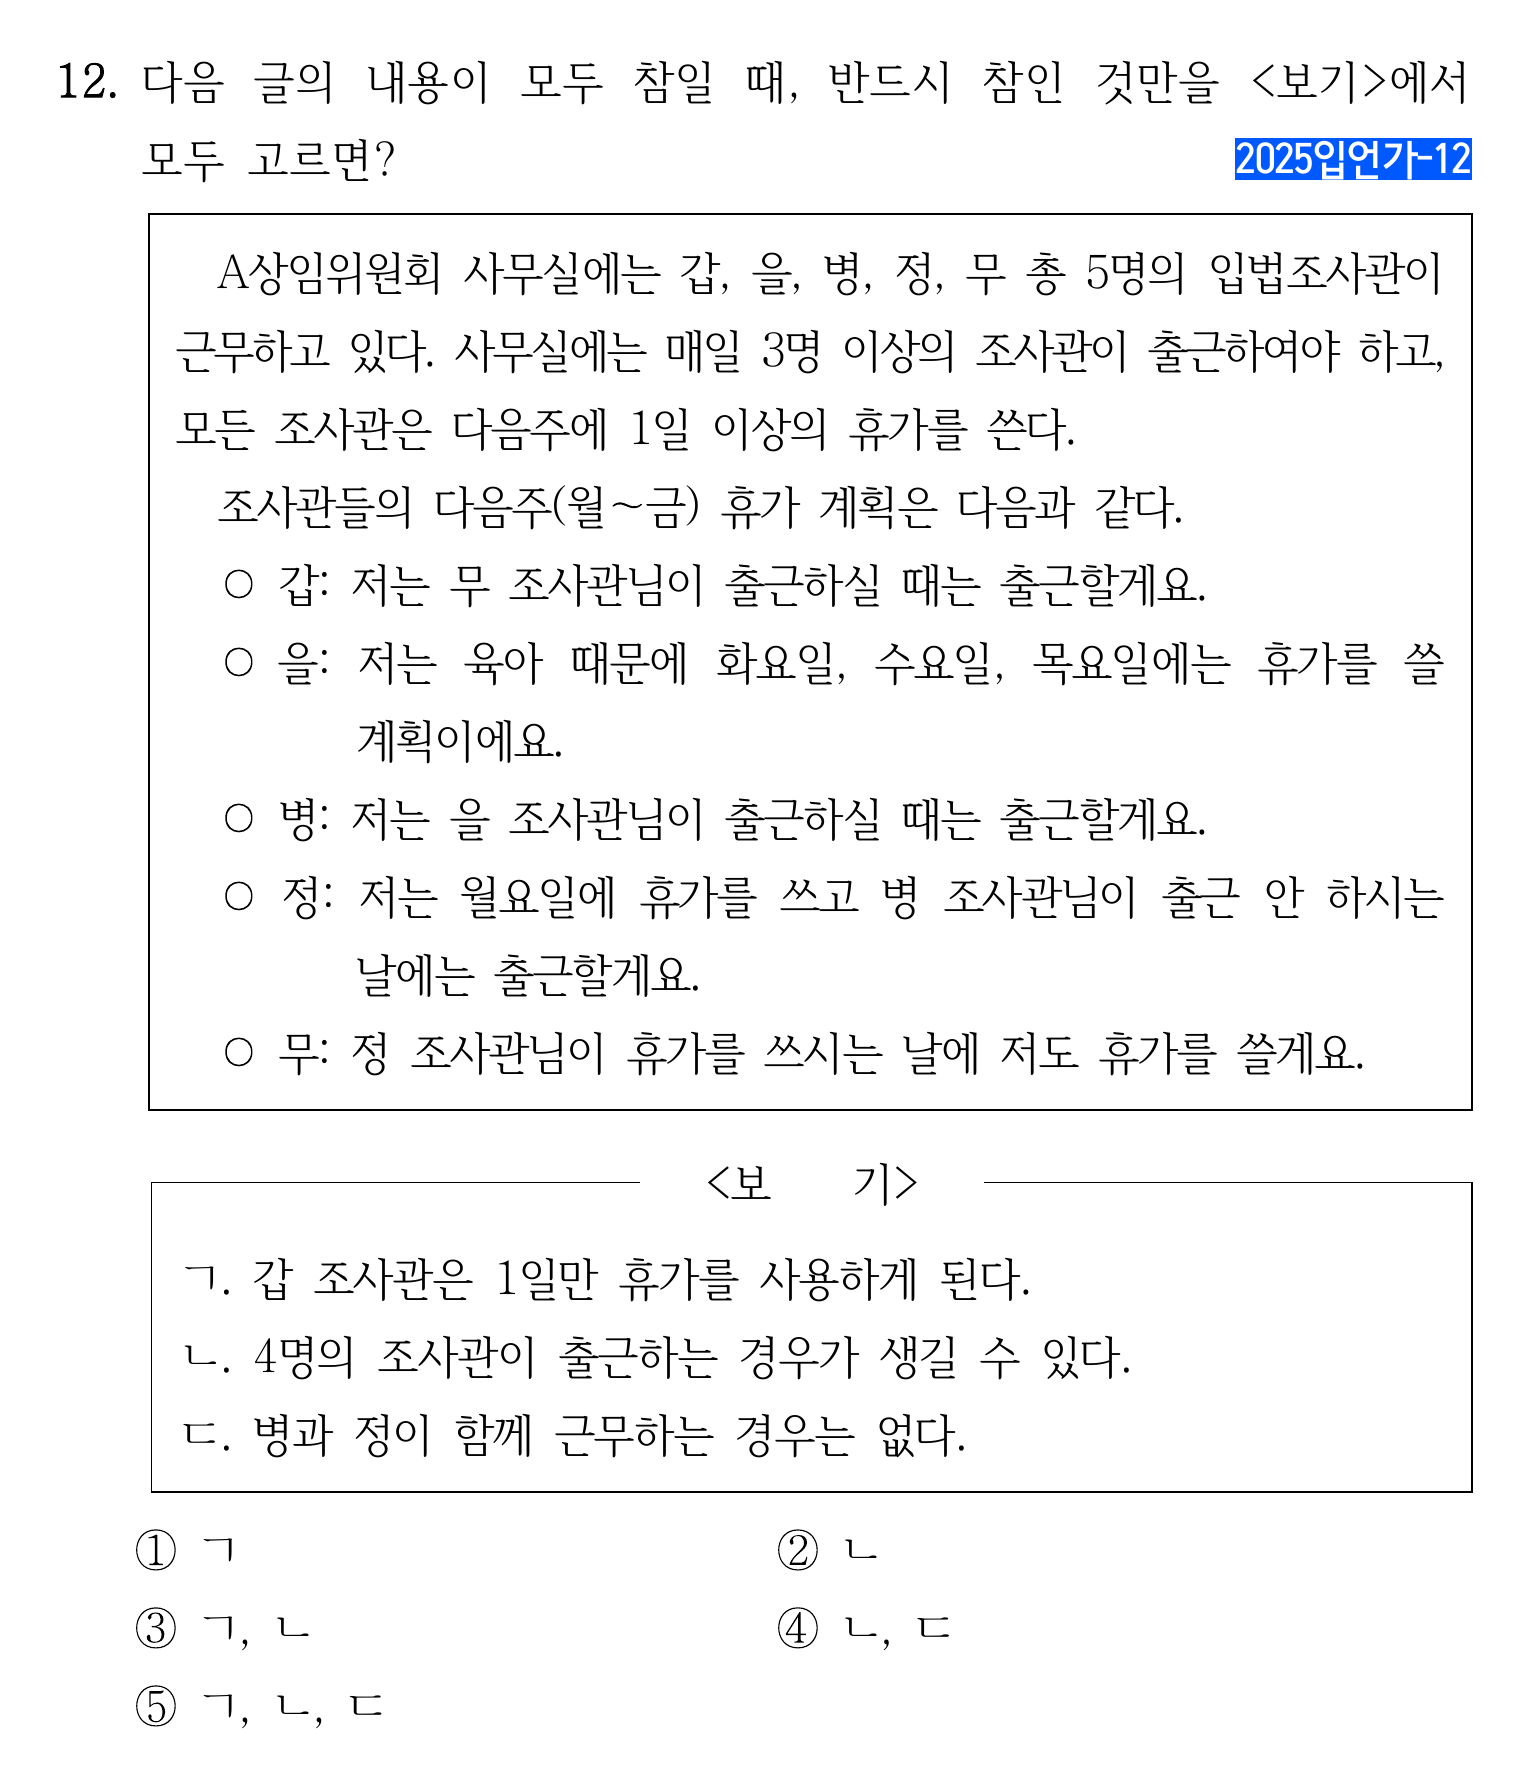 12. 다음 글의 내용이 모두 참일 때, 반드시 참인 것만을 <보기>에서
모두 고르면?
2025입언가-12
A상임위원회 사무실에는 갑, 을, 병, 정, 무 총 5명의 입법조사관이
근무하고 있다. 사무실에는 매일 3명 이상의 조사관이 출근하여야 하고,
모든 조사관은 다음주에 1일 이상의 휴가를 쓴다.
조사관들의 다음주(월~금) 휴가 계획은 다음과 같다.
○ 갑: 저는 무 조사관님이 출근하실 때는 출근할게요.
○ 을: 저는 육아 때문에 화요일, 수요일, 목요일에는 휴가를 쓸
계획이에요.
○ 병: 저는 을 조사관님이 출근하실 때는 출근할게요.
○ 정: 저는 월요일에 휴가를 쓰고 병 조사관님이 출근 안 하시는
날에는 출근할게요.
○ 무: 정 조사관님이 휴가를 쓰시는 날에 저도 휴가를 쓸게요.
<보 기>
ㄱ. 갑 조사관은 1일만 휴가를 사용하게 된다.
ㄴ. 4명의 조사관이 출근하는 경우가 생길 수 있다.
ㄷ. 병과 정이 함께 근무하는 경우는 없다.
① ㄱ
② ㄴ
③ ㄱ, ㄴ
④ ㄴ, ㄷ
⑤ ㄱ, ㄴ, ㄷ